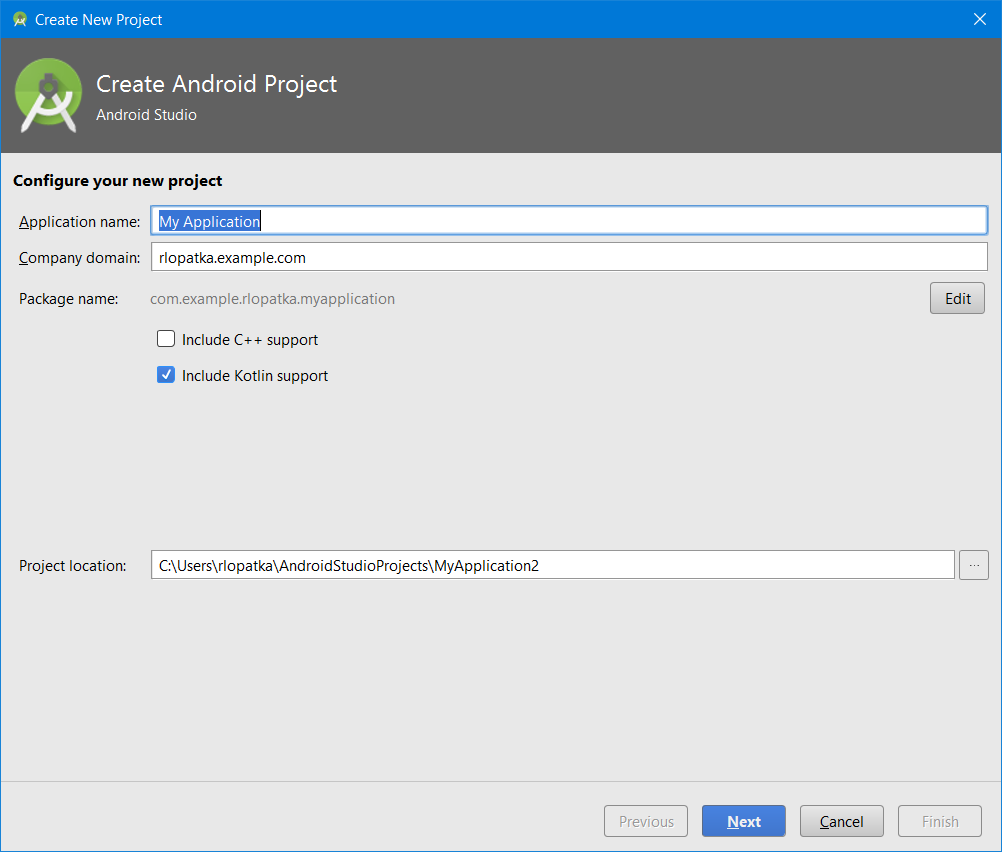 Create New Project
Create Android Project
Android Studio
Configure your new project
Application name: My Application
Company domain: rlopatka.example.com
Package name: com.example.rlopatka.myapplication Edit
Include C++ support
Include Kotlin support
Project location: C:\Users\rlopatka\AndroidStudioProjects\MyApplication2 ...
Previous Next Cancel Finish